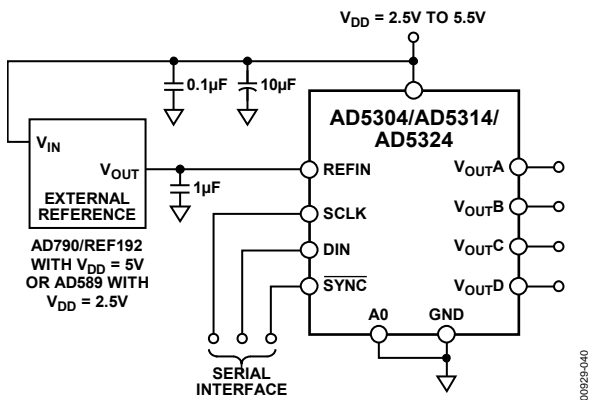 V_DD = 2.5V TO 5.5V
0.1µF
10µF
AD5304/AD5314/
AD5324
V_IN
V_OUT
EXTERNAL
REFERENCE
1µF
REFIN
SCLK
DIN
SYNC
V_OUTA
V_OUTB
V_OUTC
V_OUTD
A0
GND
AD790/REF192
WITH V_DD = 5V
OR AD589 WITH
V_DD = 2.5V
SERIAL
INTERFACE
00929-040